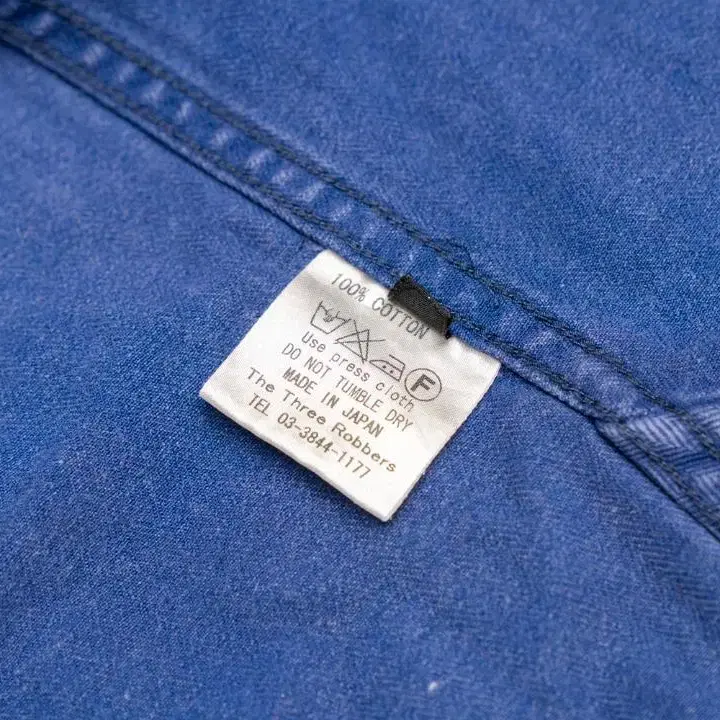 100% COTTON
F
Use press cloth
DO NOT TUMBLE DRY
MADE IN JAPAN
The Three Robbers
TEL 03-3844-1177